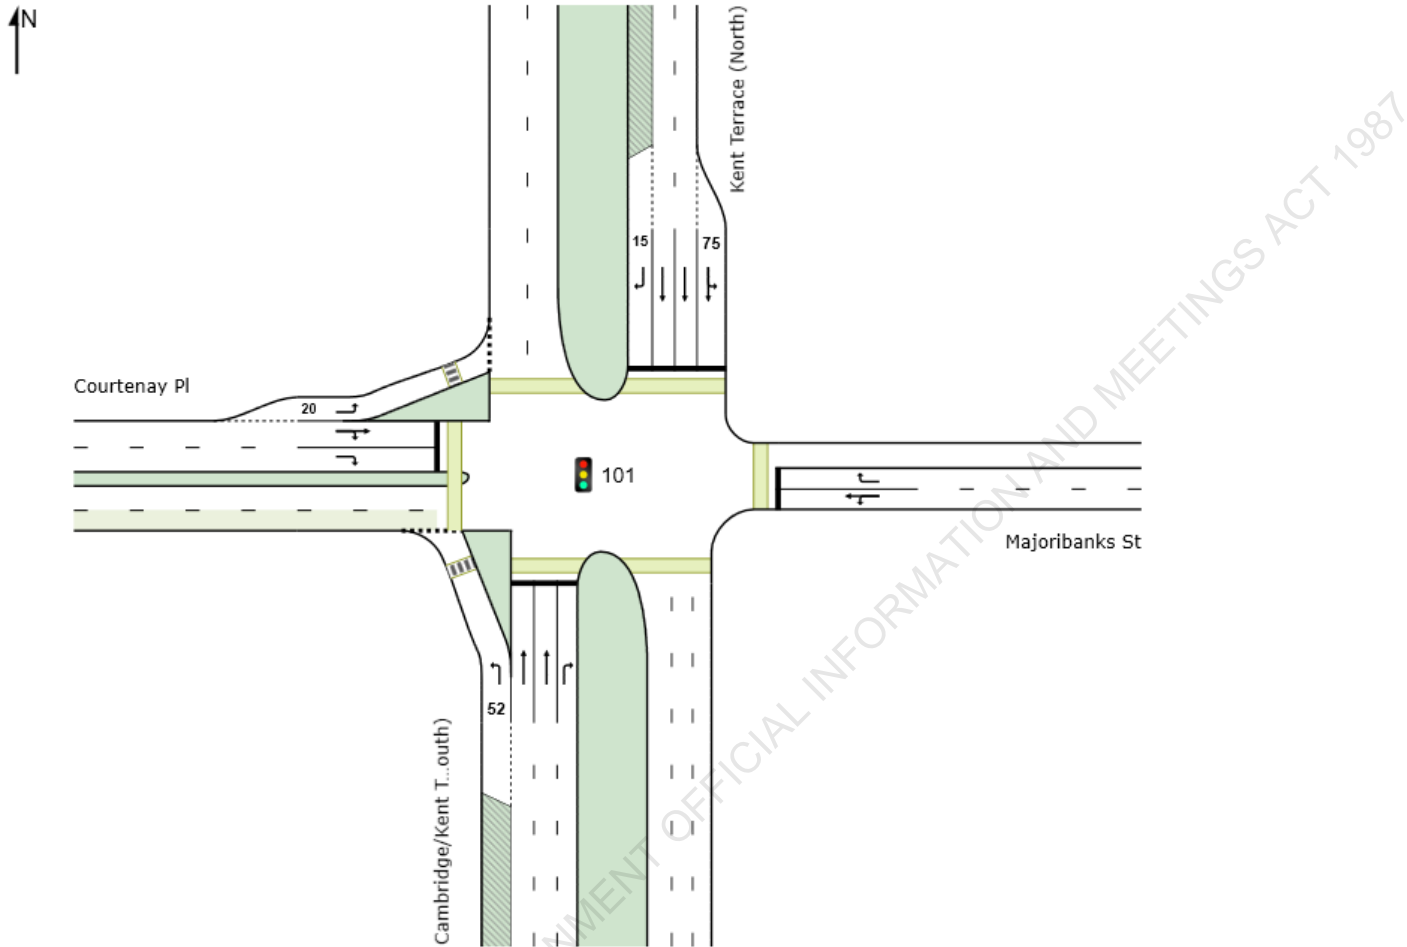 N
Kent Terrace (North)
15
75
Courtenay Pl
20
101
Majoribanks St
52
Cambridge/Kent T...outh)
NMENT OFFICIAL INFORMATION AND MEETINGS ACT 1987